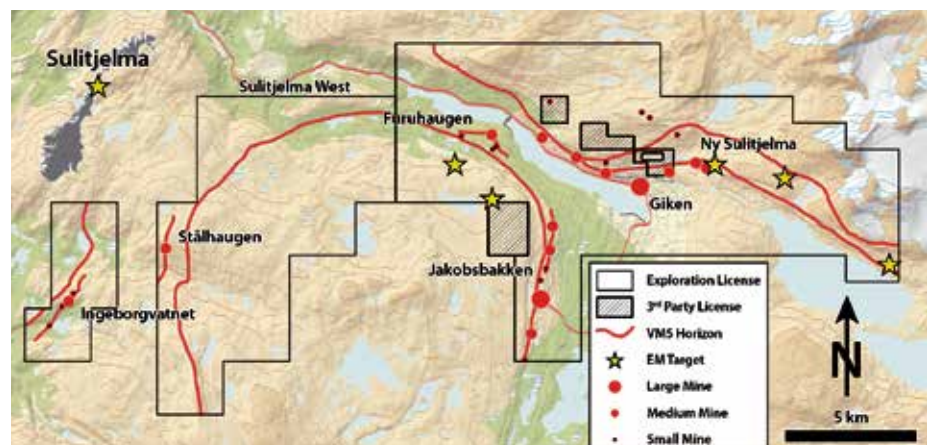 Sulitjelma
Sulitjelma West
Furuhaugen
Ny Sulitjelma
Giken
Stålhaugen
Jakobsbakken
Ingeborgvatnet
Exploration License
3rd Party License
VMS Horizon
EM Target
Large Mine
Medium Mine
Small Mine
N
5 km